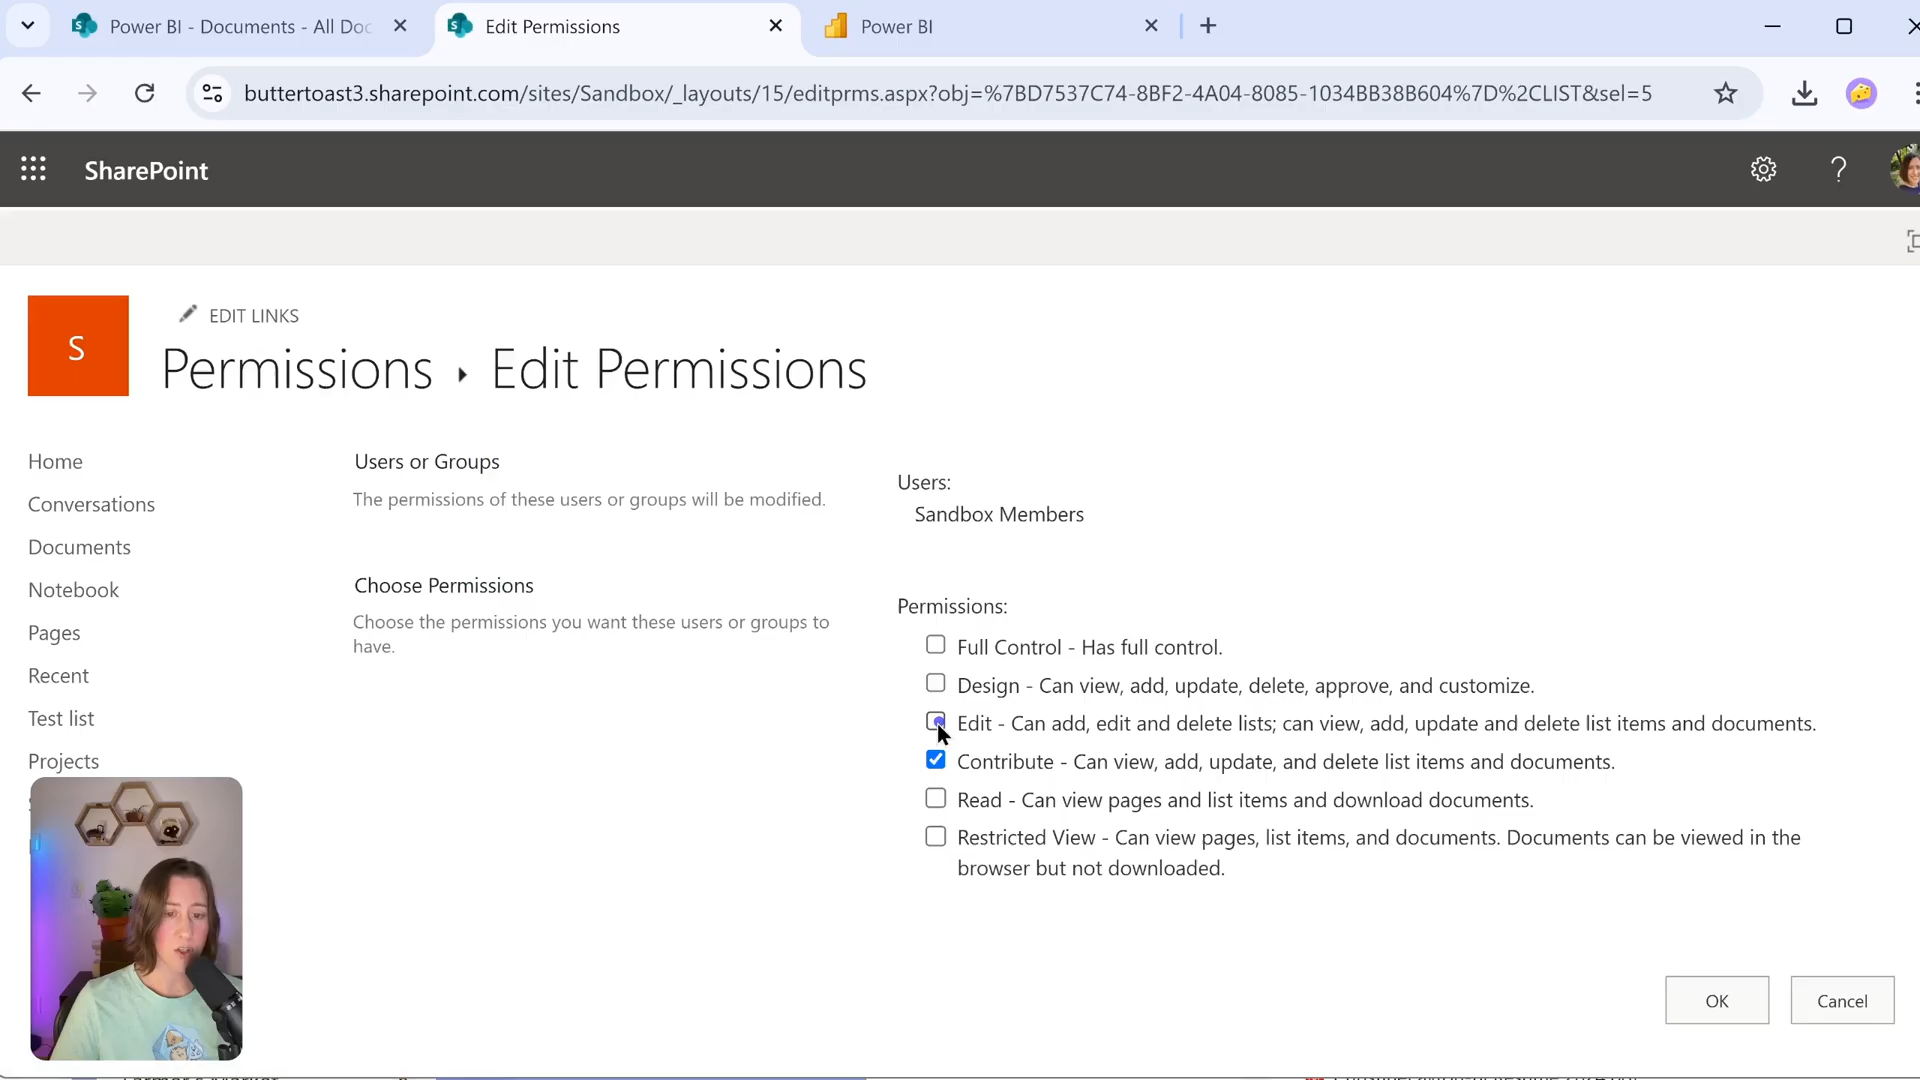 Power BI - Documents - All Doc
Edit Permissions
Power BI
buttertoast3.sharepoint.com/sites/Sandbox/_layouts/15/editprms.aspx?obj=%7BD7537C74-8BF2-4A04-8085-1034BB38B604%7D%2CLIST&sel=5
SharePoint
?
S
EDIT LINKS
Permissions ▸ Edit Permissions
Home
Conversations
Documents
Notebook
Pages
Recent
Test list
Projects
Users or Groups
The permissions of these users or groups will be modified.
Choose Permissions
Choose the permissions you want these users or groups to
have.
Users:
Sandbox Members
Permissions:
Full Control - Has full control.
Design - Can view, add, update, delete, approve, and customize.
Edit - Can add, edit and delete lists; can view, add, update and delete list items and documents.
Contribute - Can view, add, update, and delete list items and documents.
Read - Can view pages and list items and download documents.
Restricted View - Can view pages, list items, and documents. Documents can be viewed in the
browser but not downloaded.
OK
Cancel